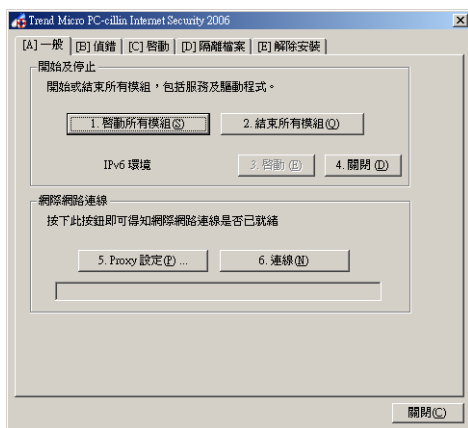 Trend Micro PC-cillin Internet Security 2006
[A] 一般 [B] 偵錯 [C] 啟動 [D] 隔離檔案 [E] 解除安裝
開始及停止
開始或結束所有模組，包括服務及驅動程式。
1. 啟動所有模組(S) 2. 結束所有模組(O)
IPv6 環境 3. 啟動 (E) 4. 關閉 (D)
網際網路連線
按下此按鈕即可得知網際網路連線是否已就緒
5. Proxy 設定(P) ... 6. 連線(N)
關閉(C)